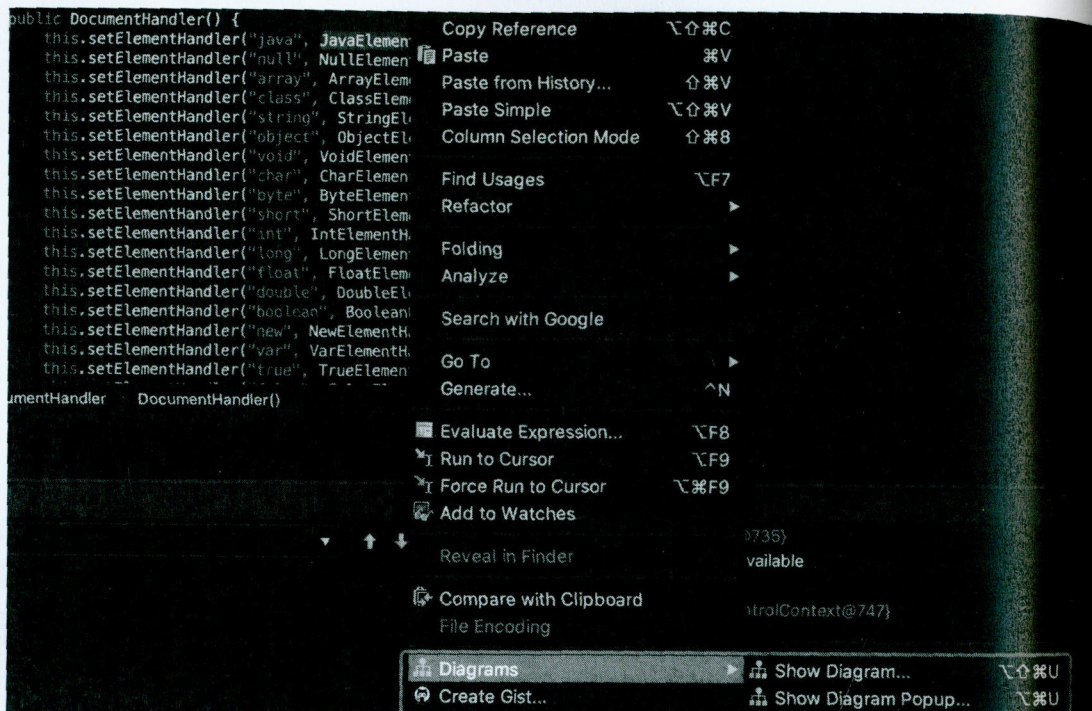 public DocumentHandler() {
this.setElementHandler("java", JavaElemen
this.setElementHandler("null", NullElemen
this.setElementHandler("array", ArrayElem
this.setElementHandler("class", ClassElem
this.setElementHandler("string", StringEl
this.setElementHandler("object", ObjectEl
this.setElementHandler("void", VoidElemen
this.setElementHandler("char", CharElemen
this.setElementHandler("byte", ByteElemen
this.setElementHandler("short", ShortElem
this.setElementHandler("int", IntElementH
this.setElementHandler("long", LongElemen
this.setElementHandler("float", FloatElem
this.setElementHandler("double", DoubleEl
this.setElementHandler("boolean", Boolean
this.setElementHandler("new", NewElementH
this.setElementHandler("var", VarElementH
this.setElementHandler("true", TrueElemen
umentHandler DocumentHandler()
Copy Reference ⌥⇧⌘C
Paste ⌘V
Paste from History... ⇧⌘V
Paste Simple ⌥⇧⌘V
Column Selection Mode ⇧⌘8
Find Usages ⌥F7
Refactor
Folding
Analyze
Search with Google
Go To
Generate... ^N
Evaluate Expression... ⌥F8
Run to Cursor ⌥F9
Force Run to Cursor ⌥⌘F9
Add to Watches
Reveal in Finder
Compare with Clipboard
File Encoding
Diagrams
Create Gist...
735}
vailable
ntrolContext@747}
Show Diagram... ⌥⇧⌘U
Show Diagram Popup... ⌥⌘U